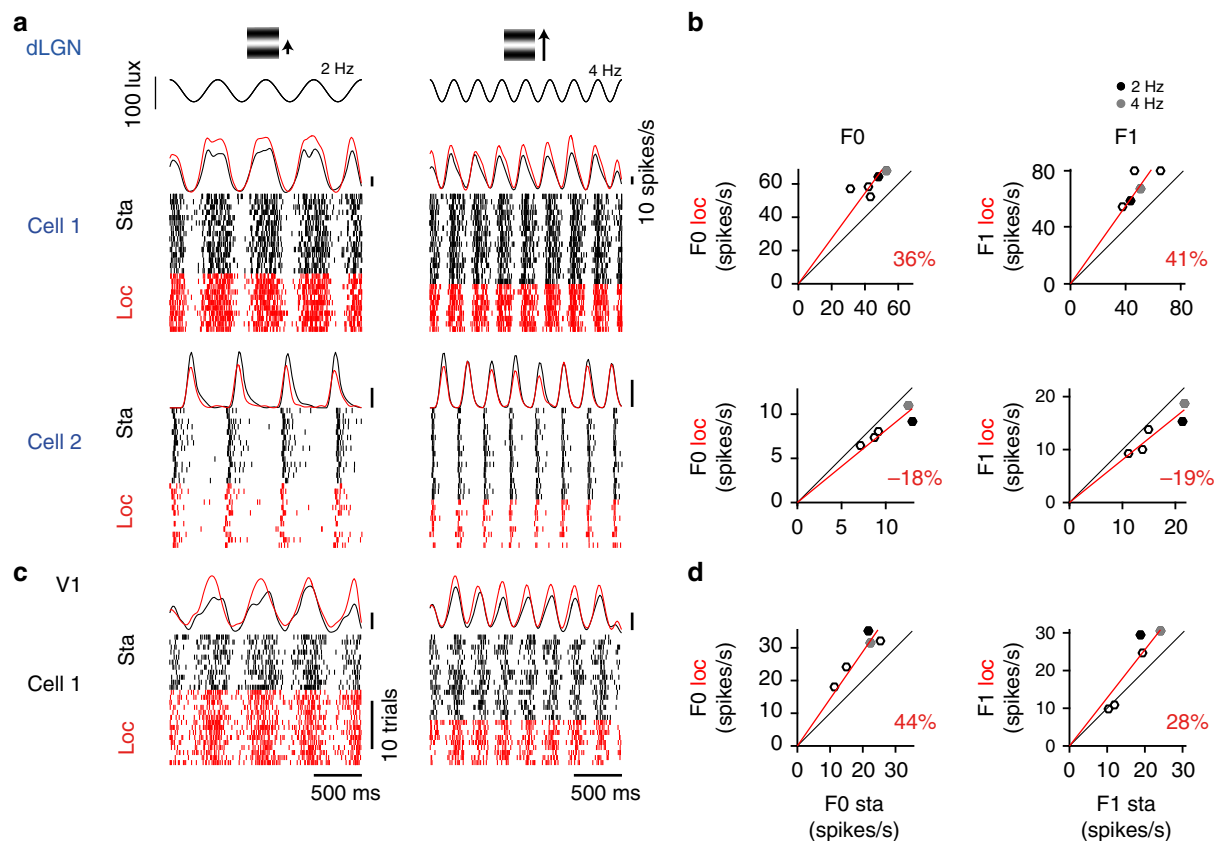 a
dLGN
100 lux
2 Hz
4 Hz
10 spikes/s
Cell 1
Sta
Loc
Cell 2
Sta
Loc
c
V1
Cell 1
Sta
Loc
10 trials
500 ms
500 ms
b
2 Hz
4 Hz
F0
F0 loc
(spikes/s)
60
40
20
0
0 20 40 60
36%
F1
F1 loc
(spikes/s)
80
60
40
20
0
0 40 80
41%
F0 loc
(spikes/s)
10
5
0
0 5 10
–18%
F1 loc
(spikes/s)
20
15
10
5
0
0 10 20
–19%
d
F0 loc
(spikes/s)
30
20
10
0
0 10 20 30
44%
F0 sta
(spikes/s)
F1 loc
(spikes/s)
30
20
10
0
0 10 20 30
28%
F1 sta
(spikes/s)